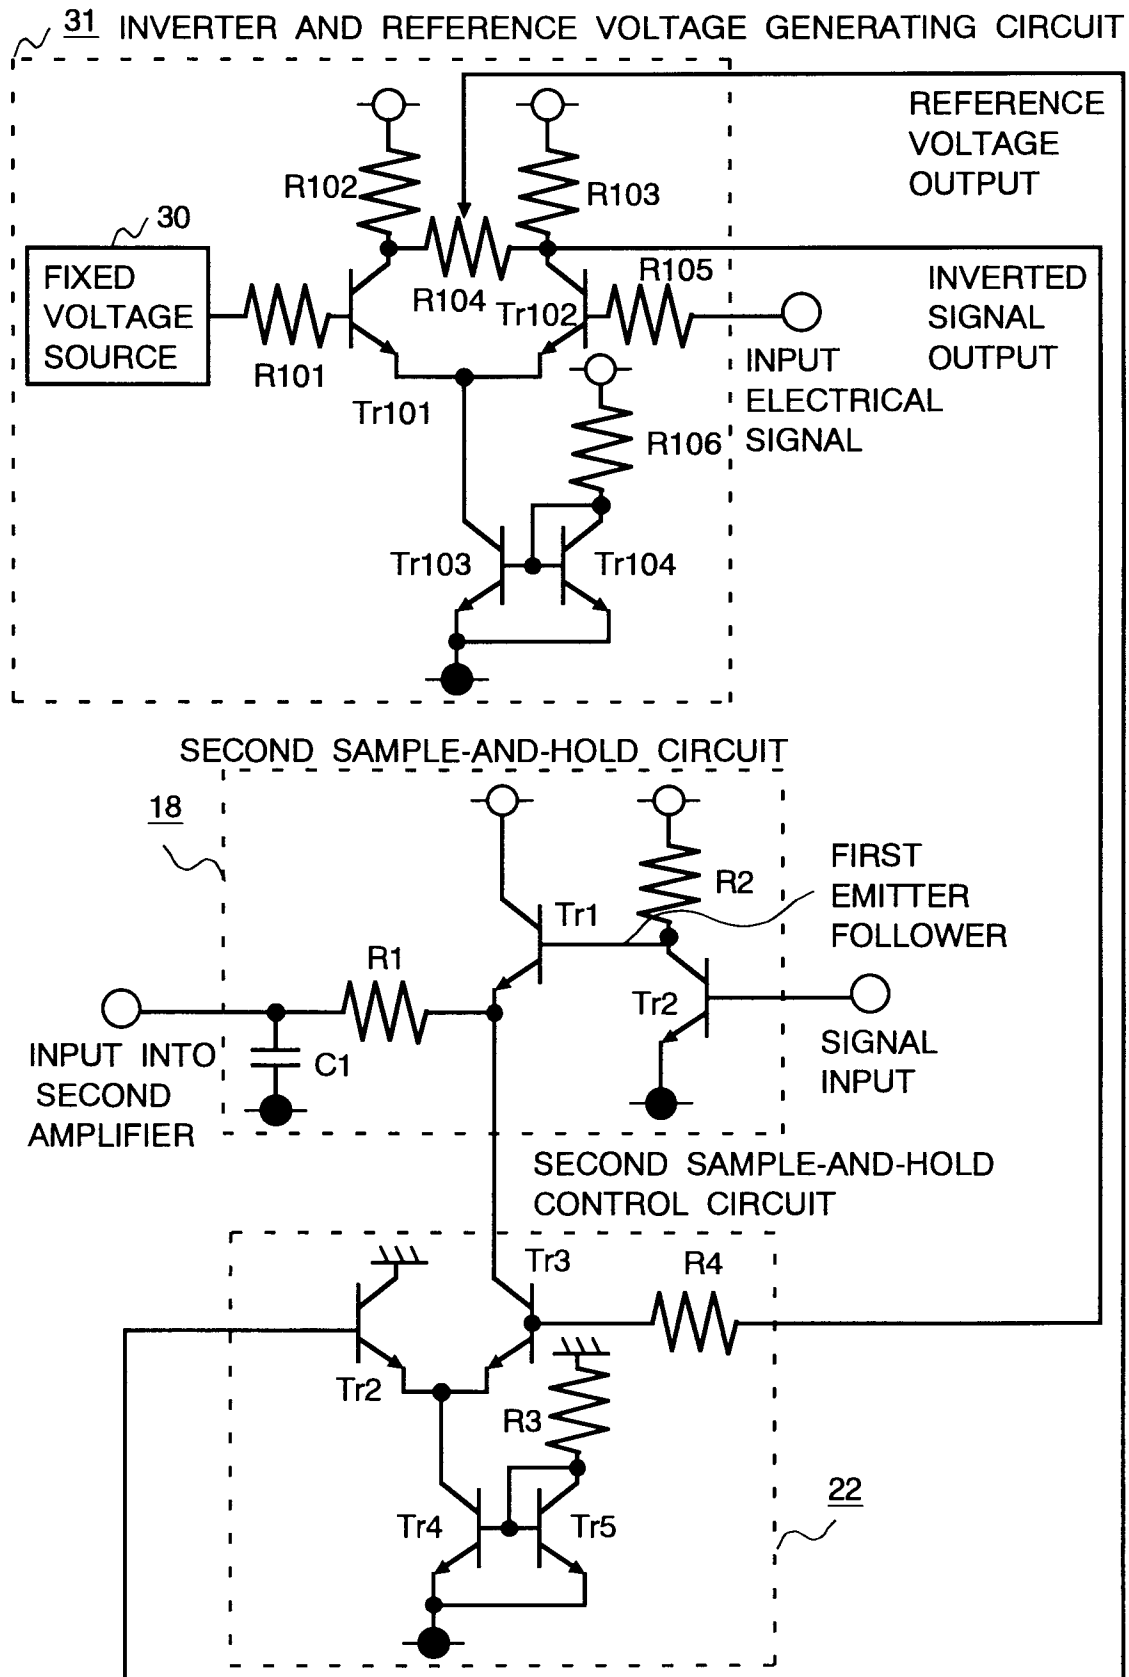 31 INVERTER AND REFERENCE VOLTAGE GENERATING CIRCUIT
REFERENCE
VOLTAGE
OUTPUT
R102
R103
30
FIXED
VOLTAGE
SOURCE
R101
R104
Tr102
R105
INVERTED
SIGNAL
OUTPUT
INPUT
ELECTRICAL
SIGNAL
Tr101
R106
Tr103
Tr104
SECOND SAMPLE-AND-HOLD CIRCUIT
18
R2
FIRST
EMITTER
FOLLOWER
Tr1
R1
Tr2
SIGNAL
INPUT
INPUT INTO
SECOND
AMPLIFIER
C1
SECOND SAMPLE-AND-HOLD
CONTROL CIRCUIT
Tr3
R4
Tr2
R3
22
Tr4
Tr5